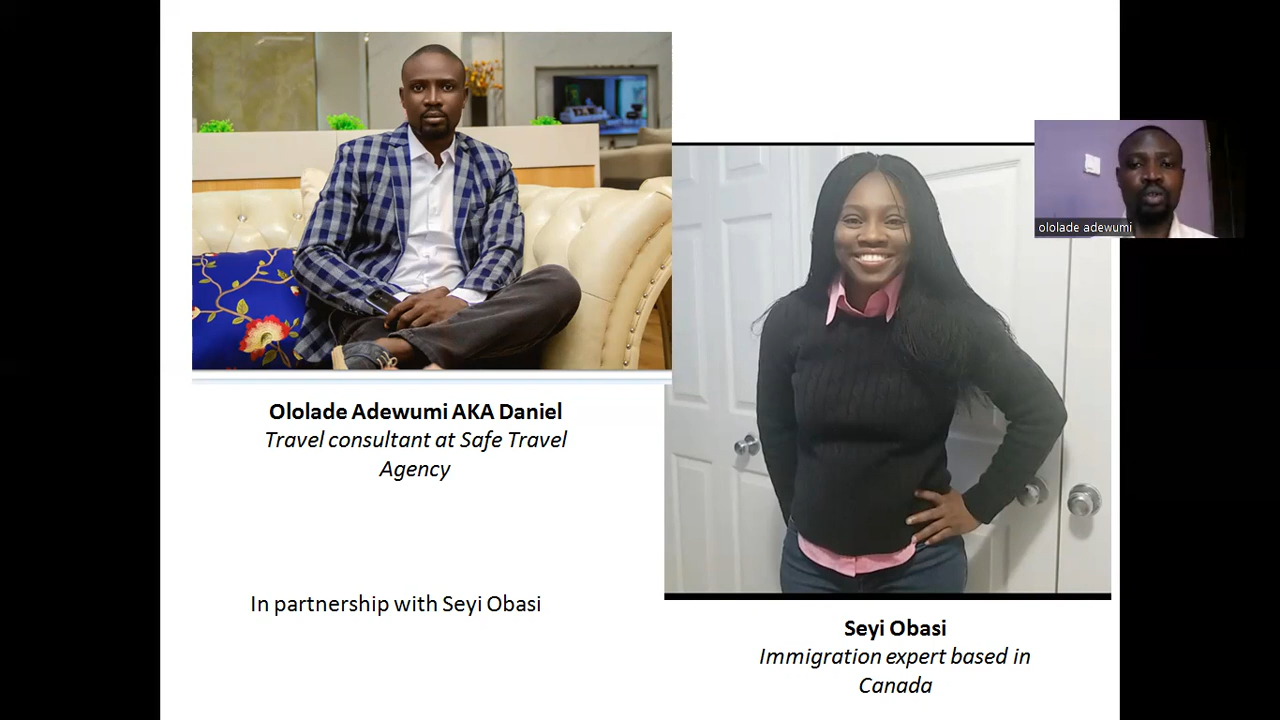 ololade adewumi
Ololade Adewumi AKA Daniel
Travel consultant at Safe Travel
Agency
In partnership with Seyi Obasi
Seyi Obasi
Immigration expert based in
Canada